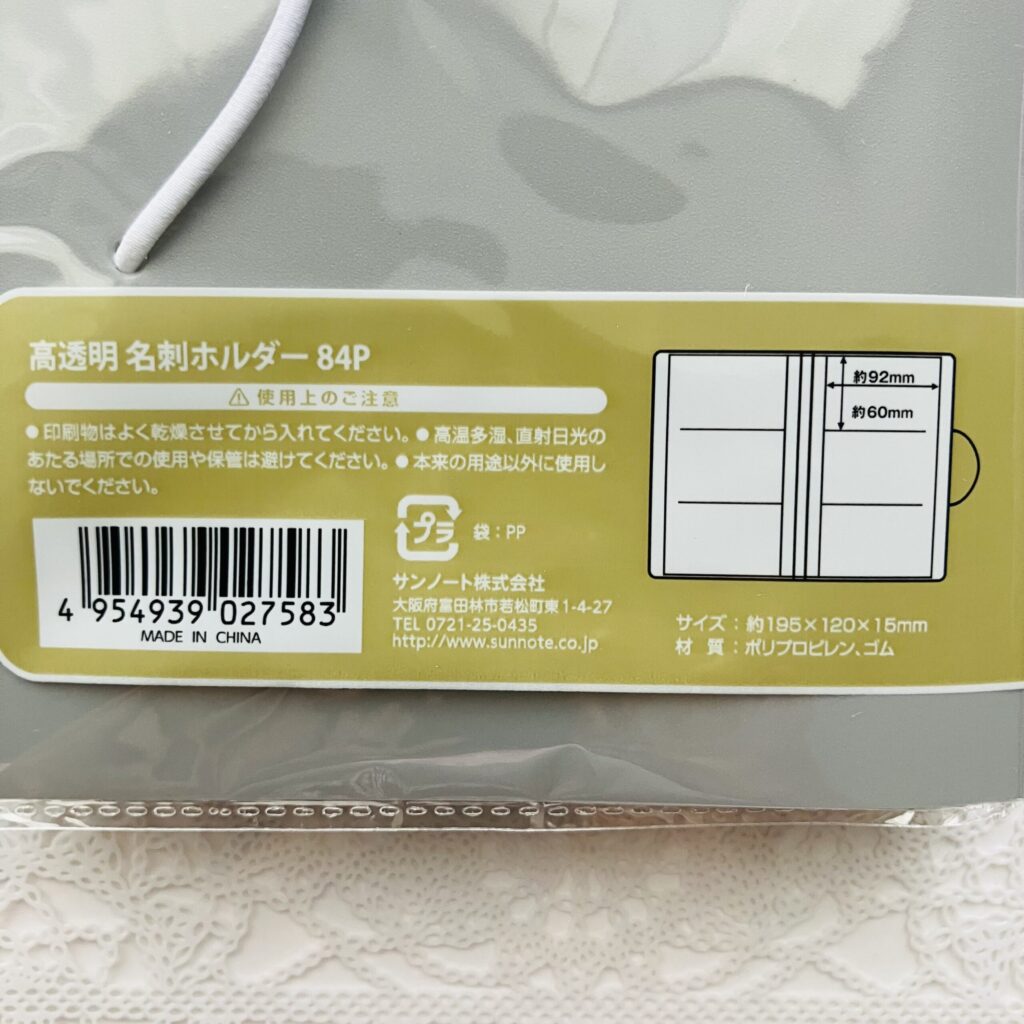 高透明 名刺ホルダー 84P
⚠ 使用上のご注意
●印刷物はよく乾燥させてから入れてください。●高温多湿、直射日光の
あたる場所での使用や保管は避けてください。●本来の用途以外に使用し
ないでください。
4 954939 027583
MADE IN CHINA
プラ 袋：PP
サンノート株式会社
大阪府富田林市若松町東1-4-27
TEL 0721-25-0435
http://www.sunnote.co.jp
約92mm
約60mm
サイズ：約195×120×15mm
材 質：ポリプロピレン、ゴム